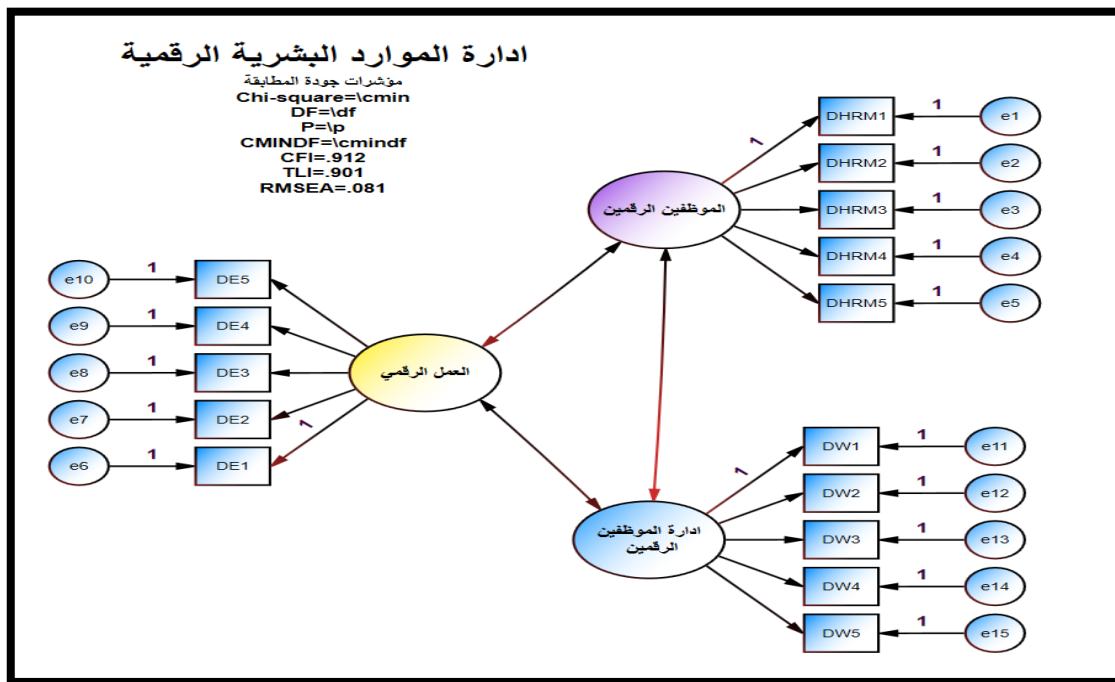 ادارة الموارد البشرية الرقمية
مؤشرات جودة المطابقة
Chi-square=\cmin
DF=\df
P=\p
CMINDF=\cmindf
CFI=.912
TLI=.901
RMSEA=.081
الموظفين الرقمين
1
DHRM1
1
e1
DHRM2
1
e2
DHRM3
1
e3
DHRM4
1
e4
DHRM5
1
e5
e10
1
DE5
e9
1
DE4
e8
1
DE3
e7
1
DE2
e6
1
DE1
1
العمل الرقمي
ادارة الموظفين
الرقمين
1
DW1
1
e11
DW2
1
e12
DW3
1
e13
DW4
1
e14
DW5
1
e15